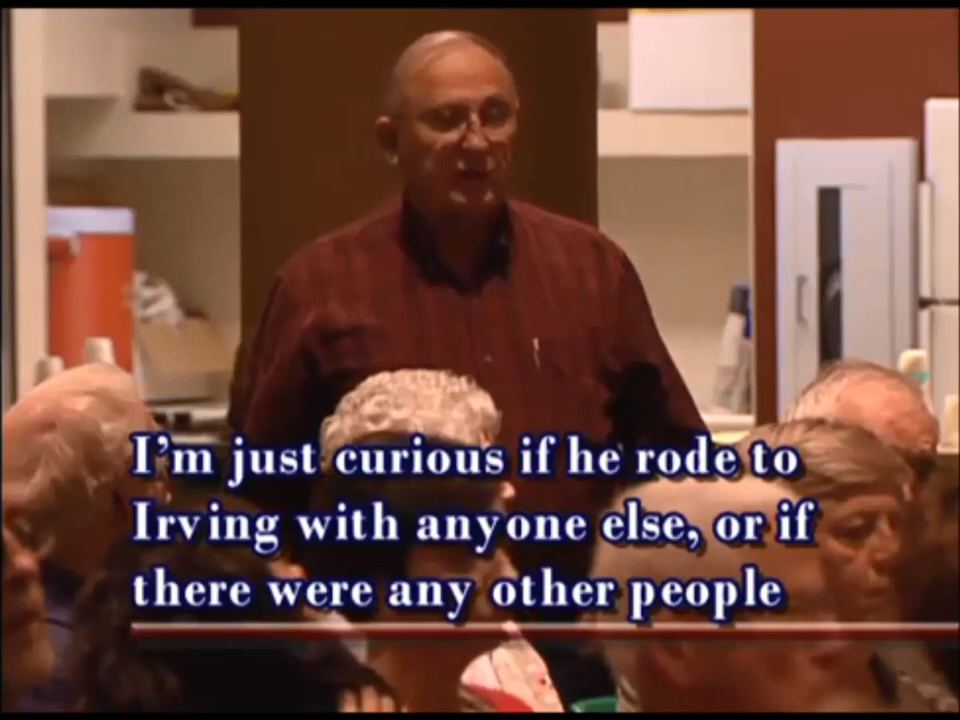 I'm just curious if he rode to
Irving with anyone else, or if
there were any other people